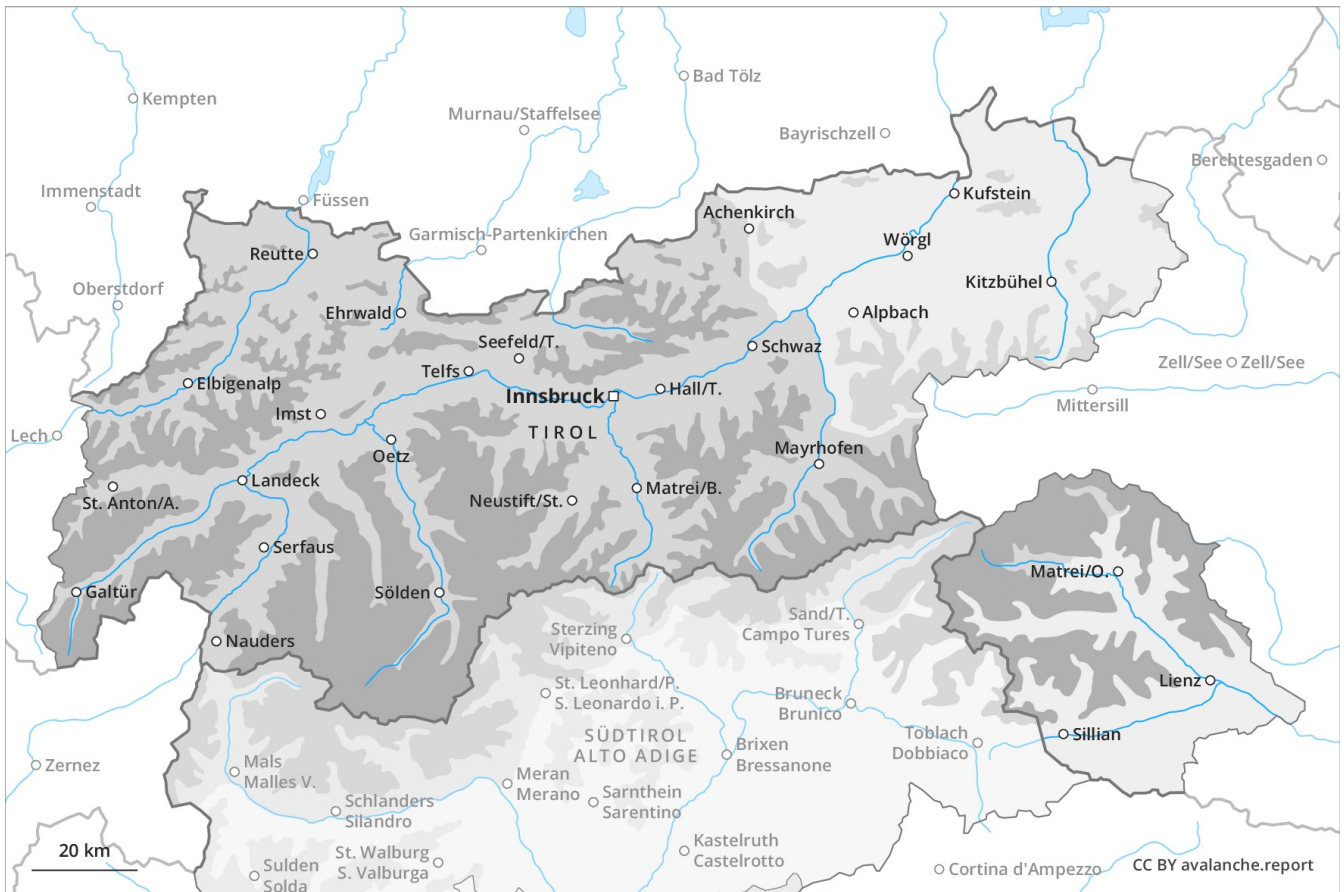 Kempten
Bad Tölz
Murnau/Staffelsee
Bayrischzell
Berchtesgaden
Immenstadt
Füssen
Kufstein
Achenkirch
Garmisch-Partenkirchen
Wörgl
Reutte
Oberstdorf
Kitzbühel
Ehrwald
Alpbach
Seefeld/T.
Schwaz
Zell/See
Zell/See
Telfs
Elbigenalp
Hall/T.
Innsbruck
Mittersill
Imst
Lech
TIROL
Oetz
Mayrhofen
Landeck
Matrei/B.
St. Anton/A.
Neustift/St.
Serfaus
Matrei/O.
Galtür
Sölden
Sand/T.
Campo Tures
Sterzing
Vipiteno
Nauders
Lienz
St. Leonhard/P.
S. Leonardo i. P.
Bruneck
Brunico
SÜDTIROL
ALTO ADIGE
Toblach
Dobbiaco
Sillian
Brixen
Bressanone
Zernez
Mals
Malles V.
Meran
Merano
Sarnthein
Sarentino
Schlanders
Silandro
Kastelruth
Castelrotto
20 km
St. Walburg
S. Valburga
Sulden
Solda
Cortina d'Ampezzo
CC BY avalanche.report